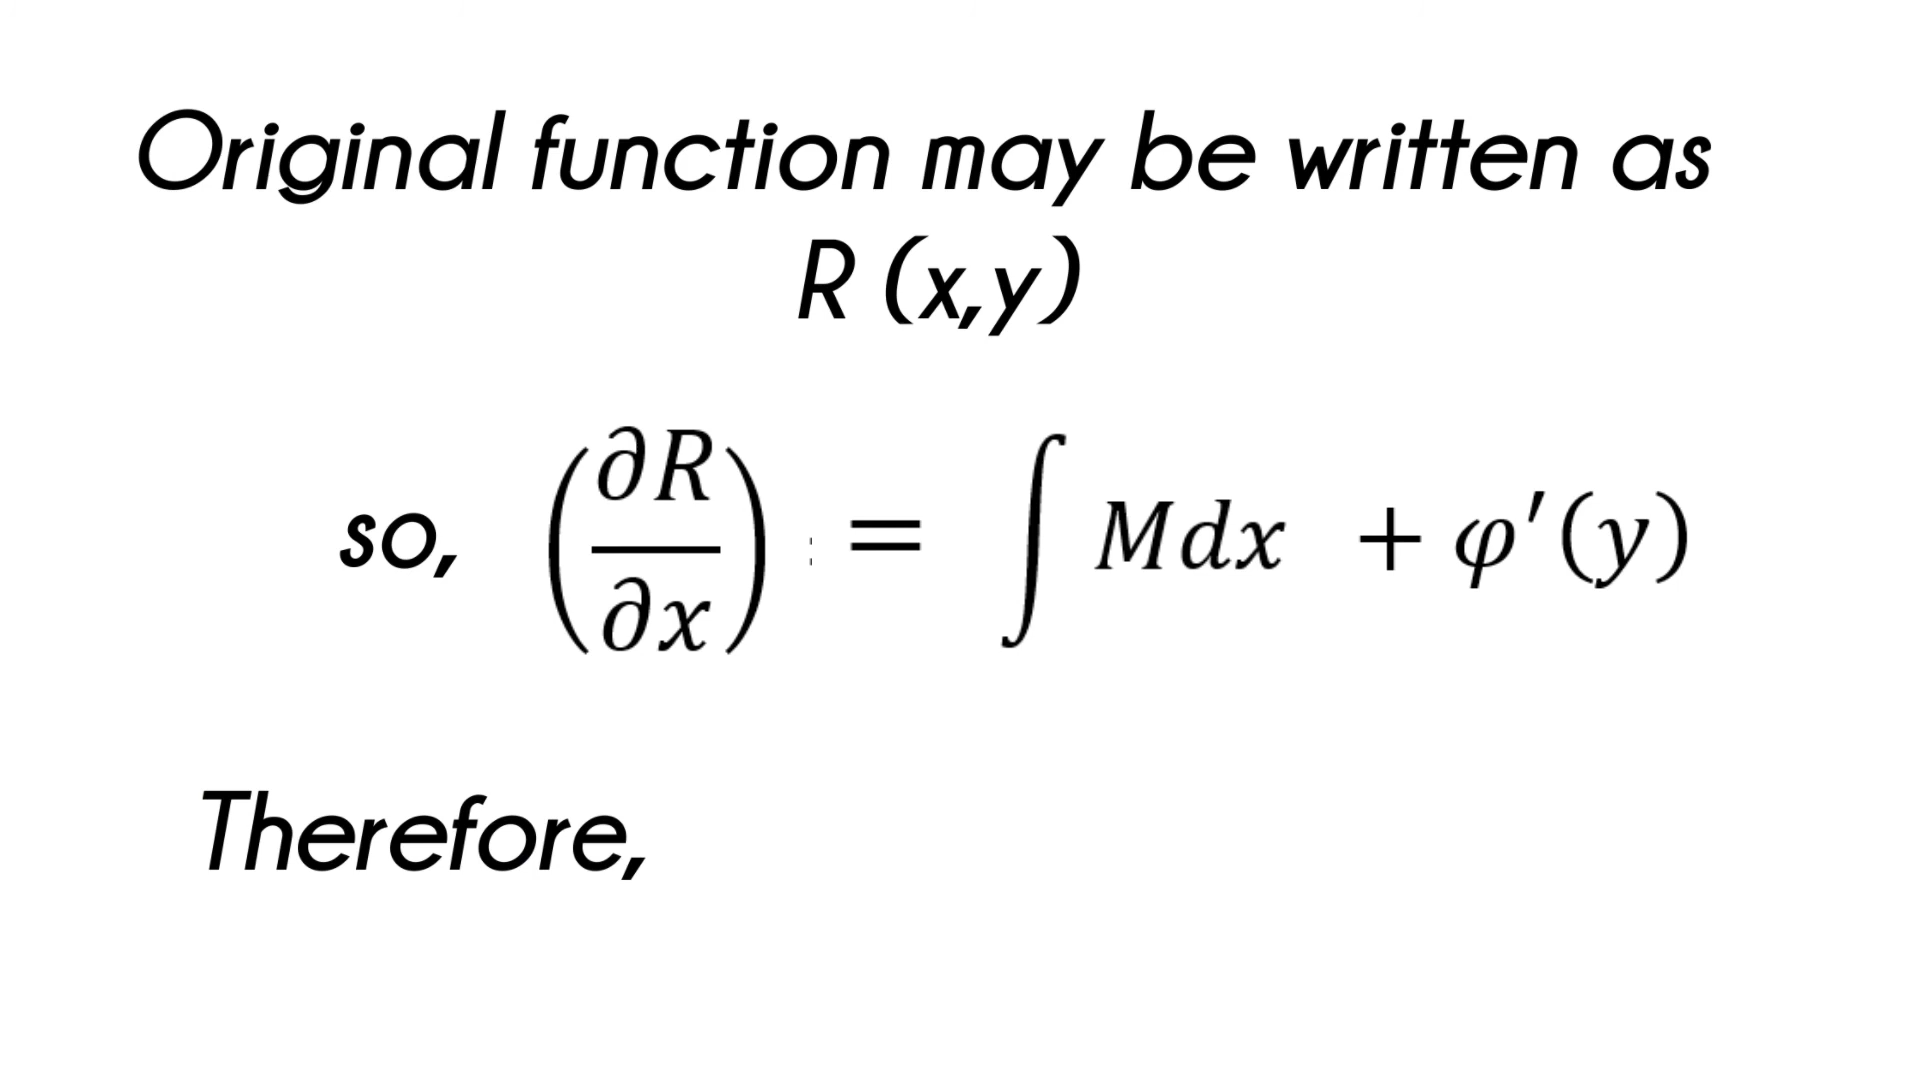 Original function may be written as
R (x,y)
so, (∂R/∂x) = ∫ Mdx + φ′(y)
Therefore,